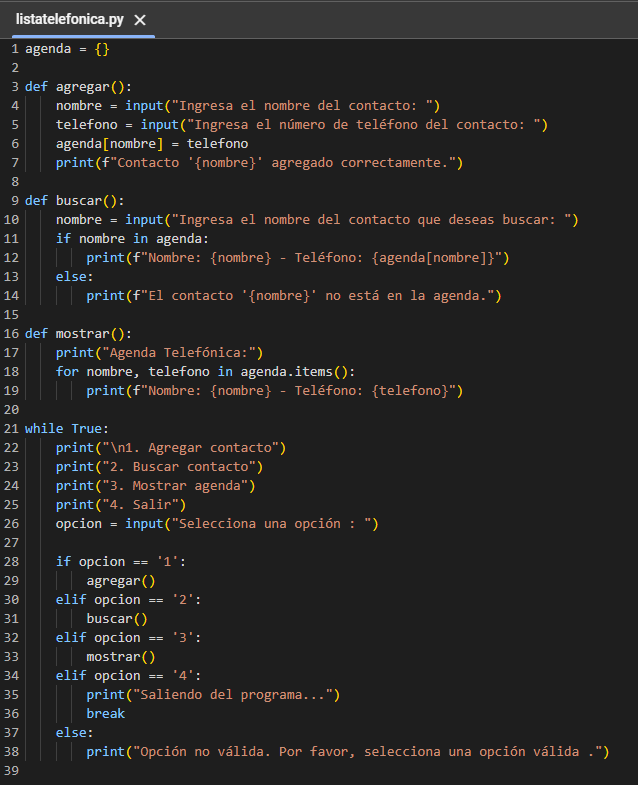 listatelefonica.py ×
1 agenda = {}
2
3 def agregar():
4     nombre = input("Ingresa el nombre del contacto: ")
5     telefono = input("Ingresa el número de teléfono del contacto: ")
6     agenda[nombre] = telefono
7     print(f"Contacto '{nombre}' agregado correctamente.")
8
9 def buscar():
10     nombre = input("Ingresa el nombre del contacto que deseas buscar: ")
11     if nombre in agenda:
12         print(f"Nombre: {nombre} - Teléfono: {agenda[nombre]}")
13     else:
14         print(f"El contacto '{nombre}' no está en la agenda.")
15
16 def mostrar():
17     print("Agenda Telefónica:")
18     for nombre, telefono in agenda.items():
19         print(f"Nombre: {nombre} - Teléfono: {telefono}")
20
21 while True:
22     print("\n1. Agregar contacto")
23     print("2. Buscar contacto")
24     print("3. Mostrar agenda")
25     print("4. Salir")
26     opcion = input("Selecciona una opción : ")
27
28     if opcion == '1':
29         agregar()
30     elif opcion == '2':
31         buscar()
32     elif opcion == '3':
33         mostrar()
34     elif opcion == '4':
35         print("Saliendo del programa...")
36         break
37     else:
38         print("Opción no válida. Por favor, selecciona una opción válida .")
39